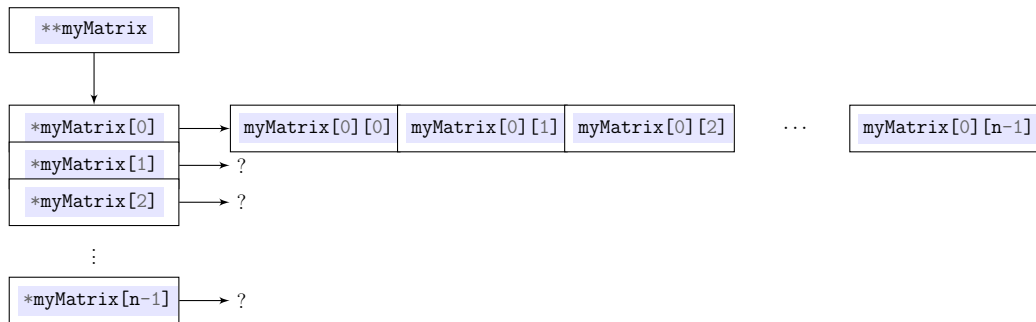 **myMatrix
*myMatrix[0] myMatrix[0][0] myMatrix[0][1] myMatrix[0][2] ... myMatrix[0][n-1]
*myMatrix[1] ?
*myMatrix[2] ?
⋮
*myMatrix[n-1] ?